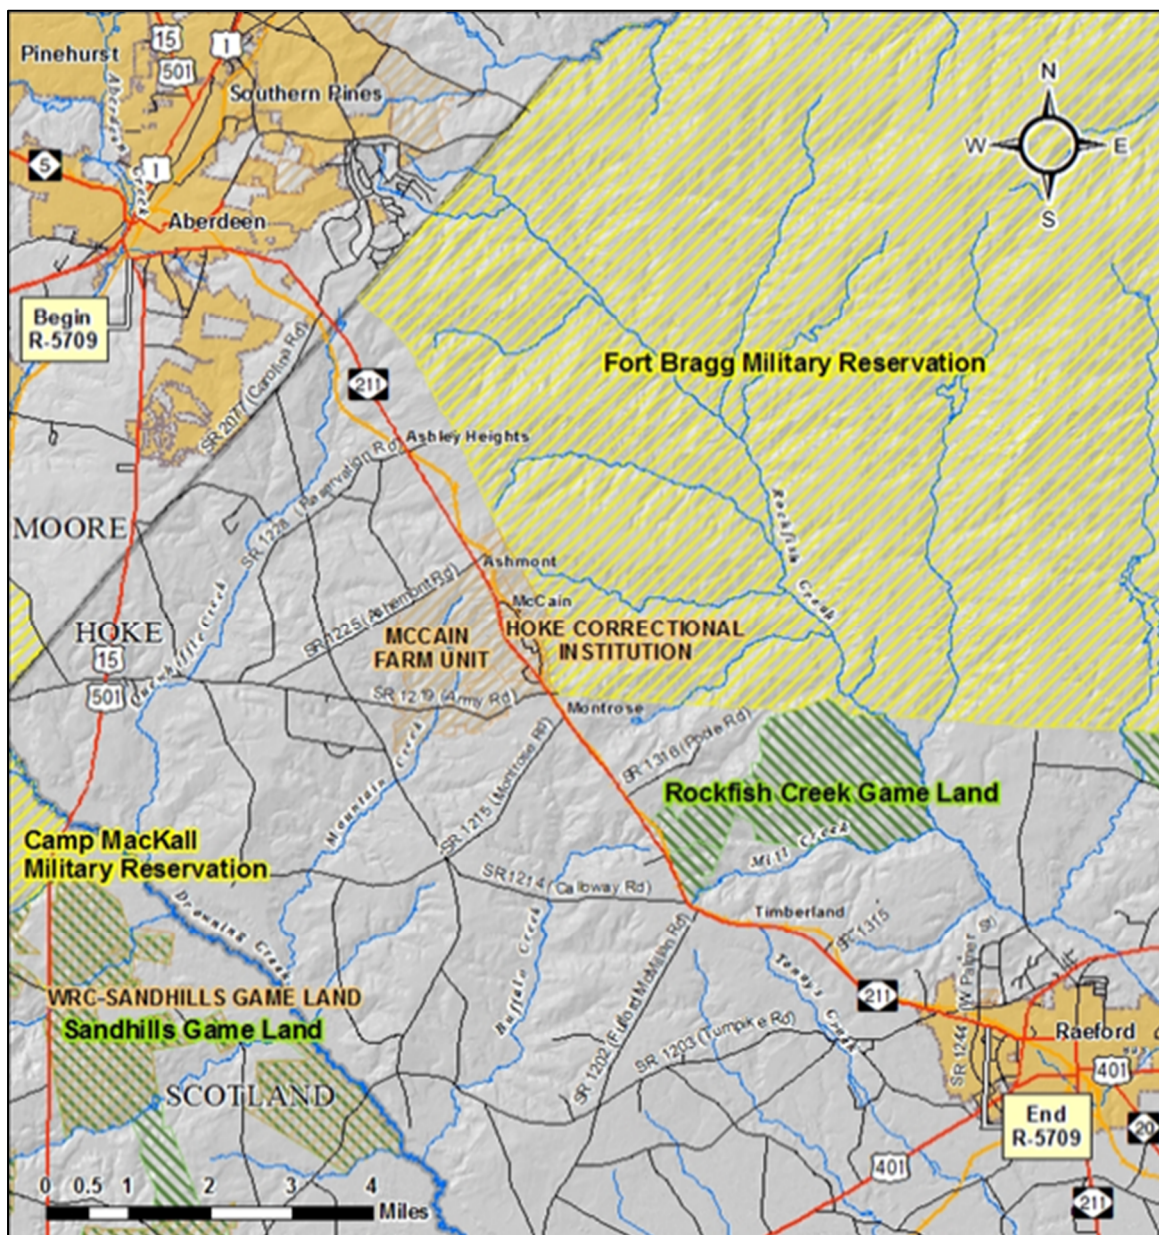 Pinehurst
15
501
1
Southern Pines
Aberdeen
Creek
5
1
Aberdeen
N
W
E
S
Begin
R-5709
SR 2077 (Carolina Rd)
211
Fort Bragg Military Reservation
Ashley Heights
SR 1228 (Reservation Rd)
MOORE
Rockfish
Creek
Ashmont
SR 1225 (Ashemont Rd)
McCain
HOKE
15
501
Quewhiffle Creek
MCCAIN
FARM UNIT
HOKE CORRECTIONAL
INSTITUTION
SR 1219 (Army Rd)
Montrose
SR 1316 (Poole Rd)
Mountain Creek
SR 1215 (Montrose Rd)
Rockfish Creek Game Land
Camp MacKall
Military Reservation
Mill Creek
SR1214 (Calloway Rd)
Drowning Creek
Timberland
SR 1315
Buffalo Creek
SR 1202 (Fulford McMillan Rd)
Toney's
Creek
211
SR 1244 (W Palmer St)
WRC-SANDHILLS GAME LAND
Sandhills Game Land
SR 1203 (Turnpike Rd)
Raeford
401
SCOTLAND
End
R-5709
20
401
211
0 0.5 1 2 3 4
Miles